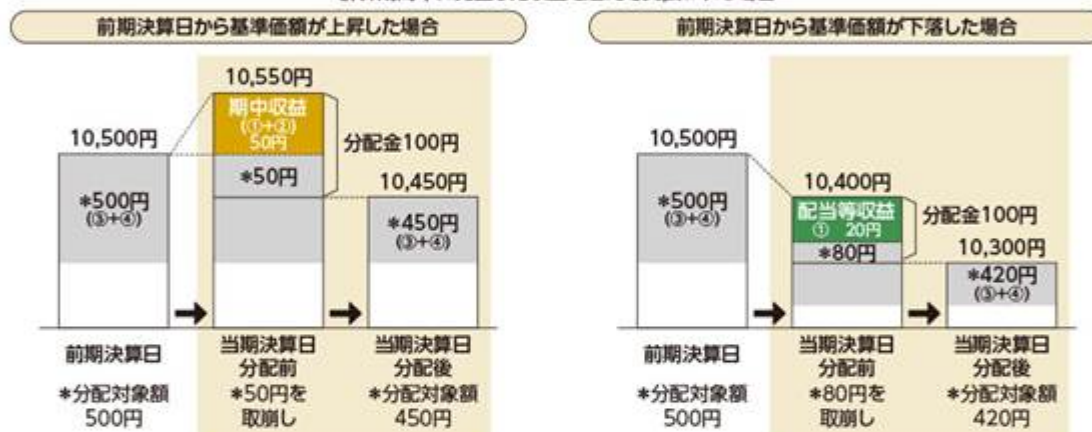 前期決算日から基準価額が上昇した場合
10,550円
期中収益
(①+②)
50円
10,500円
分配金100円
*50円
10,450円
*500円
(③+④)
*450円
(③+④)
前期決算日
当期決算日
分配前
当期決算日
分配後
*分配対象額
500円
*50円を
取崩し
*分配対象額
450円
前期決算日から基準価額が下落した場合
10,500円
10,400円
*500円
(③+④)
配当等収益
① 20円
分配金100円
*80円
10,300円
*420円
(③+④)
前期決算日
当期決算日
分配前
当期決算日
分配後
*分配対象額
500円
*80円を
取崩し
*分配対象額
420円